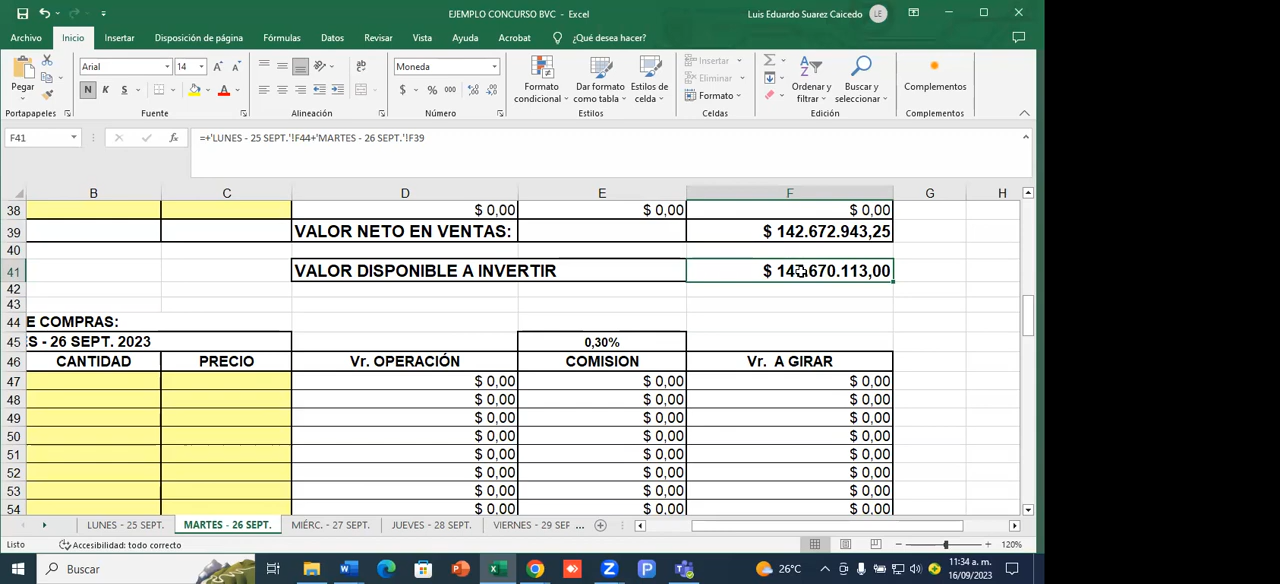 EJEMPLO CONCURSO BVC - Excel
Luis Eduardo Suarez Caicedo
LE
Archivo Inicio Insertar Disposición de página Fórmulas Datos Revisar Vista Ayuda Acrobat ¿Qué desea hacer?
Pegar
Arial 14
N K S
Moneda
$ % 000
Formato condicional
Dar formato como tabla
Estilos de celda
Insertar
Eliminar
Formato
Ordenar y filtrar
Buscar y seleccionar
Complementos
Portapapeles Fuente Alineación Número Estilos Celdas Edición Complementos
F41 fx =+'LUNES - 25 SEPT.'!F44+'MARTES - 26 SEPT.'!F39
B C D E F G H
38 $ 0,00 $ 0,00 $ 0,00
39 VALOR NETO EN VENTAS: $ 142.672.943,25
40
41 VALOR DISPONIBLE A INVERTIR
42
43
44 E COMPRAS:
45 S - 26 SEPT. 2023 0,30%
46 CANTIDAD PRECIO Vr. OPERACIÓN COMISION Vr. A GIRAR
47 $ 0,00 $ 0,00 $ 0,00
48 $ 0,00 $ 0,00 $ 0,00
49 $ 0,00 $ 0,00 $ 0,00
50 $ 0,00 $ 0,00 $ 0,00
51 $ 0,00 $ 0,00 $ 0,00
52 $ 0,00 $ 0,00 $ 0,00
53 $ 0,00 $ 0,00 $ 0,00
54 $ 0,00 $ 0,00 $ 0,00
LUNES - 25 SEPT. MARTES - 26 SEPT. MIÉRC. - 27 SEPT. JUEVES - 28 SEPT. VIERNES - 29 SEP ...
Listo Accesibilidad: todo correcto 120%
Buscar 26°C 11:34 a. m.
16/09/2023